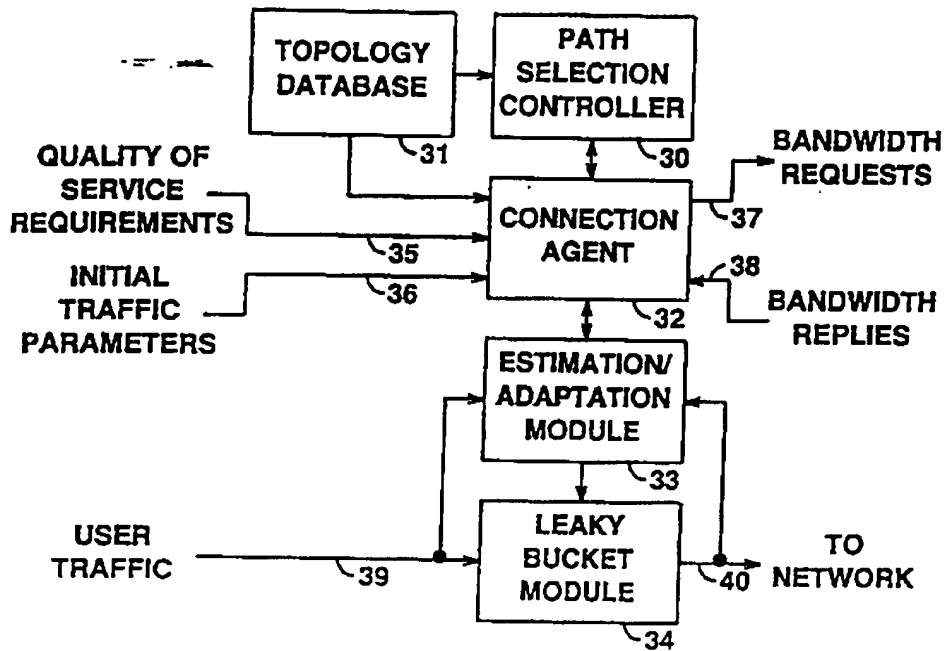 TOPOLOGY
DATABASE
31
PATH
SELECTION
CONTROLLER
30
QUALITY OF
SERVICE
REQUIREMENTS
35
INITIAL
TRAFFIC
PARAMETERS
36
CONNECTION
AGENT
32
BANDWIDTH
REQUESTS
37
38
BANDWIDTH
REPLIES
ESTIMATION/
ADAPTATION
MODULE
33
USER
TRAFFIC
39
LEAKY
BUCKET
MODULE
34
40
TO
NETWORK